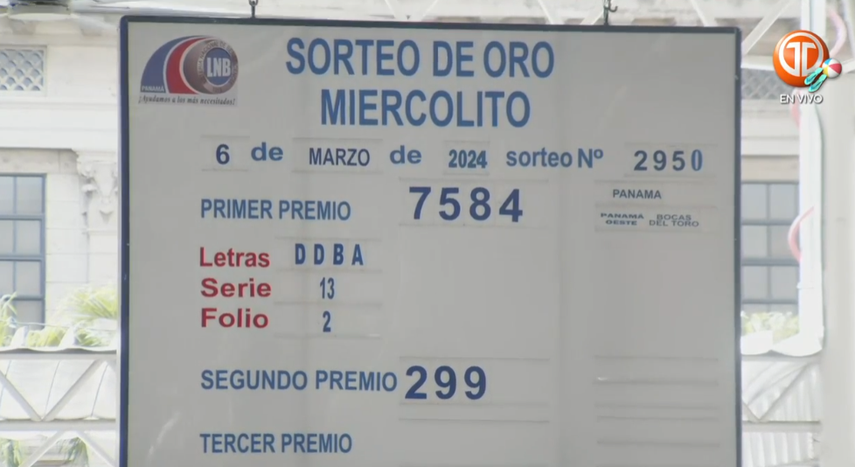 LNB
PANAMÁ
¡Ayudamos a los más necesitados!
SORTEO DE ORO
MIERCOLITO
EN VIVO
6 de MARZO de 2024 sorteo Nº 2950
PRIMER PREMIO 7584
PANAMA
PANAMÁ OESTE BOCAS DEL TORO
Letras DDBA
Serie 13
Folio 2
SEGUNDO PREMIO 299
TERCER PREMIO